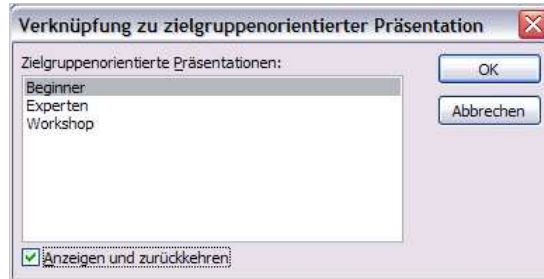 Verknüpfung zu zielgruppenorientierter Präsentation
Zielgruppenorientierte Präsentationen:
Beginner
Experten
Workshop
OK
Abbrechen
Anzeigen und zurückkehren